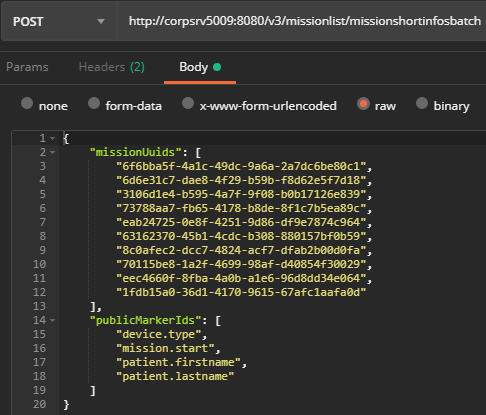 POST http://corpsrv5009:8080/v3/missionlist/missionshortinfosbatch
Params Headers (2) Body
none form-data x-www-form-urlencoded raw binary
1 {
2 "missionUuids": [
3 "6f6bba5f-4a1c-49dc-9a6a-2a7dc6be80c1",
4 "6d6e31c7-dae8-4f29-b59b-f8d62e5f7d18",
5 "3106d1e4-b595-4a7f-9f08-b0b17126e839",
6 "73788aa7-fb65-4178-b8de-8f1c7b5ea89c",
7 "eab24725-0e8f-4251-9d86-df9e7874c964",
8 "63162370-45b1-4cdc-b308-880157bf0b59",
9 "8c0afec2-dcc7-4824-acf7-dfab2b00d0fa",
10 "70115be8-1a2f-4699-98af-d40854f30029",
11 "eec4660f-8fba-4a0b-a1e6-96d8dd34e064",
12 "1fdb15a0-36d1-4170-9615-67afc1aafa0d"
13 ],
14 "publicMarkerIds": [
15 "device.type",
16 "mission.start",
17 "patient.firstname",
18 "patient.lastname"
19 ]
20 }